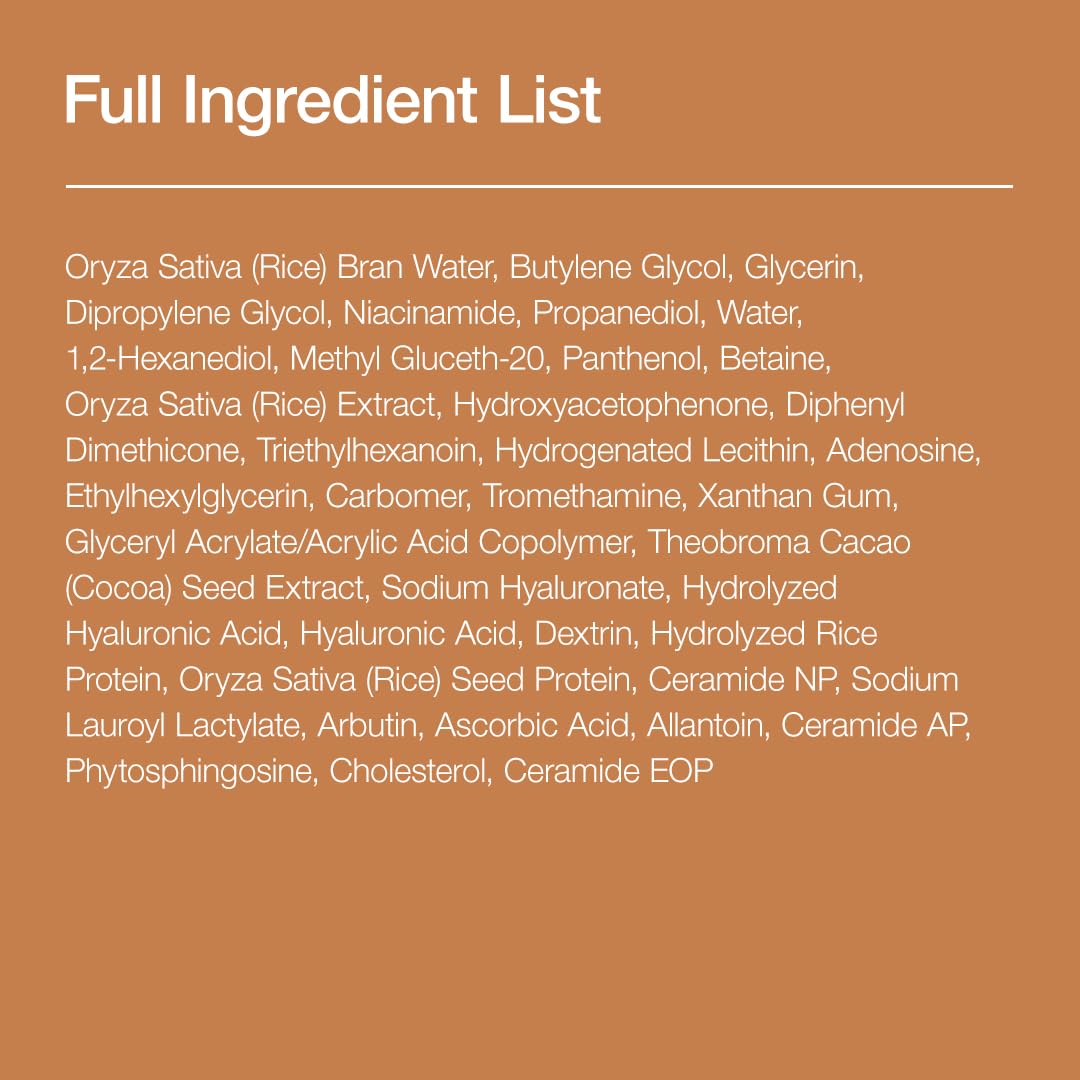 Full Ingredient List
Oryza Sativa (Rice) Bran Water, Butylene Glycol, Glycerin,
Dipropylene Glycol, Niacinamide, Propanediol, Water,
1,2-Hexanediol, Methyl Gluceth-20, Panthenol, Betaine,
Oryza Sativa (Rice) Extract, Hydroxyacetophenone, Diphenyl
Dimethicone, Triethylhexanoin, Hydrogenated Lecithin, Adenosine,
Ethylhexylglycerin, Carbomer, Tromethamine, Xanthan Gum,
Glyceryl Acrylate/Acrylic Acid Copolymer, Theobroma Cacao
(Cocoa) Seed Extract, Sodium Hyaluronate, Hydrolyzed
Hyaluronic Acid, Hyaluronic Acid, Dextrin, Hydrolyzed Rice
Protein, Oryza Sativa (Rice) Seed Protein, Ceramide NP, Sodium
Lauroyl Lactylate, Arbutin, Ascorbic Acid, Allantoin, Ceramide AP,
Phytosphingosine, Cholesterol, Ceramide EOP